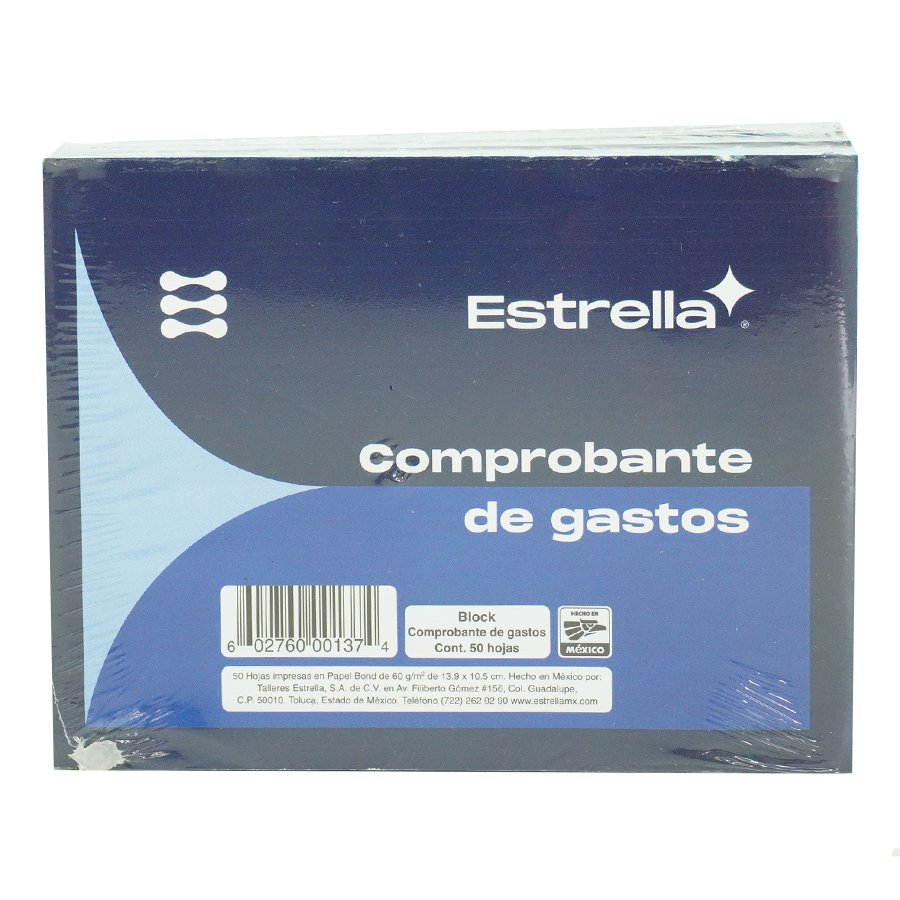 Estrella®
Comprobante
de gastos
6 02760 00137 4
Block
Comprobante de gastos
Cont. 50 hojas
HECHO EN
MÉXICO
50 Hojas impresas en Papel Bond de 60 g/m² de 13.9 x 10.5 cm. Hecho en México por:
Talleres Estrella, S.A. de C.V. en Av. Filiberto Gómez #156, Col. Guadalupe,
C.P. 50010. Toluca, Estado de México. Teléfono (722) 262 02 90 www.estrellamx.com